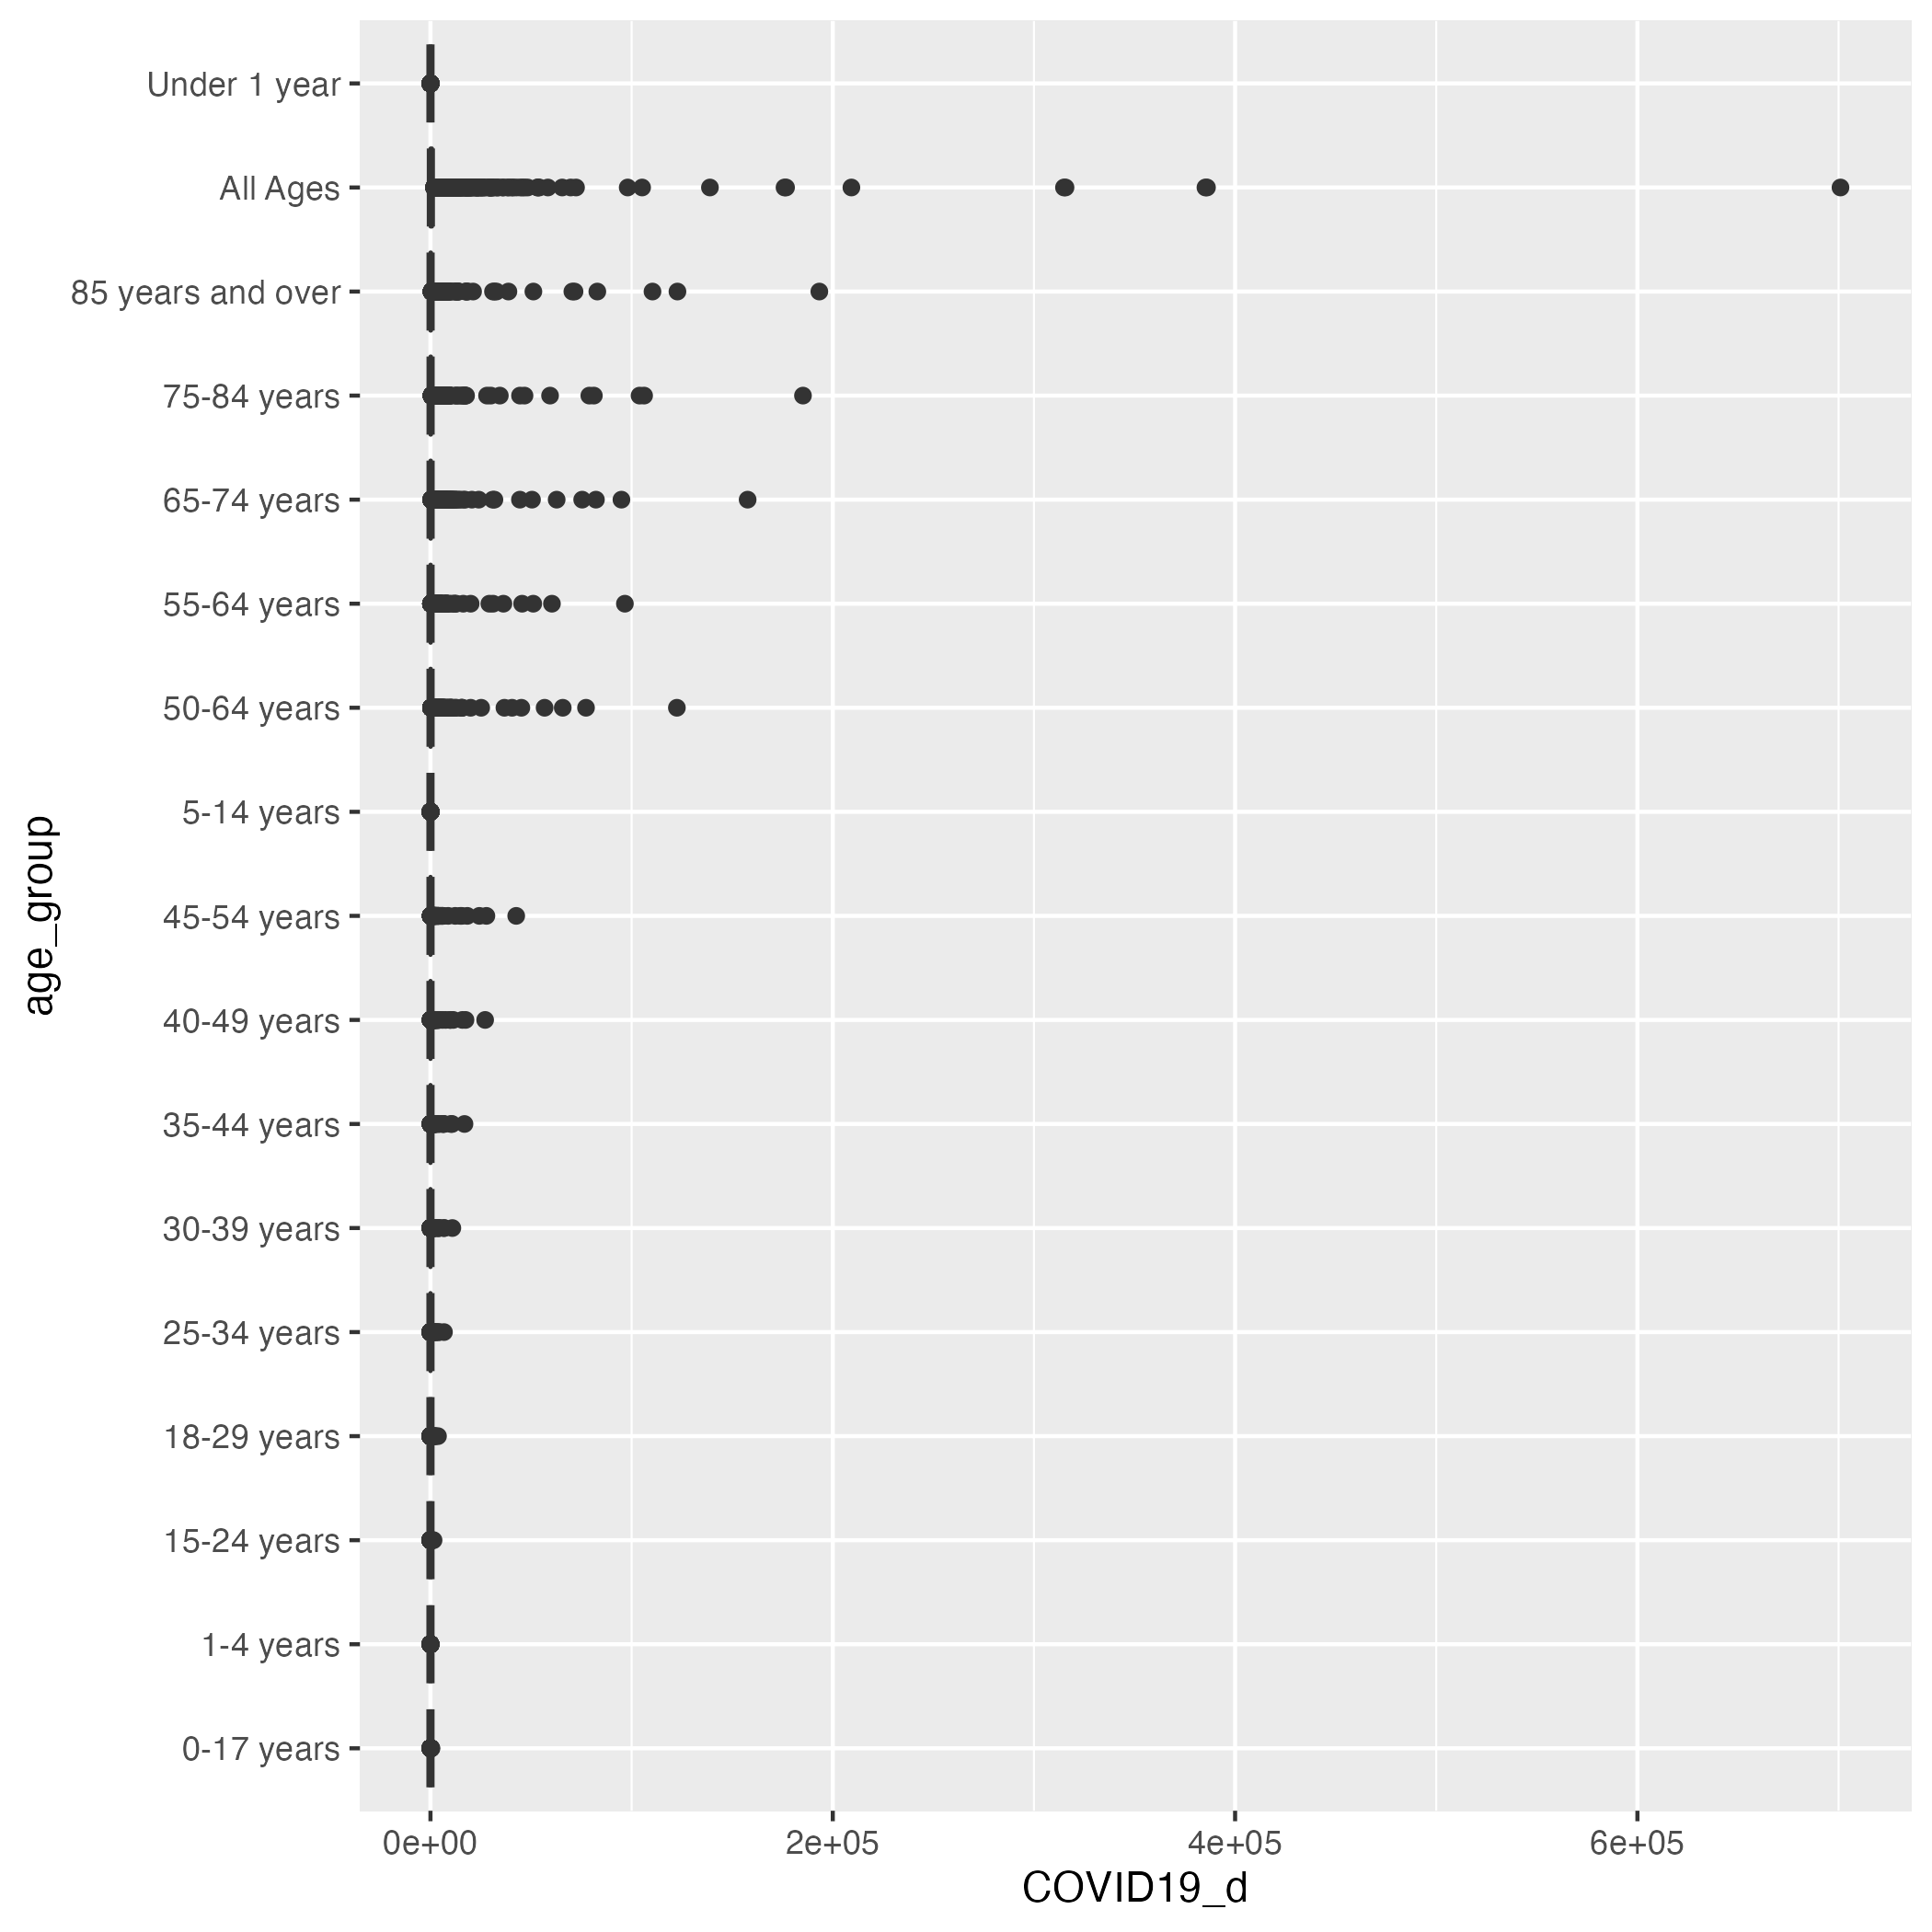 Under 1 year
All Ages
85 years and over
75-84 years
65-74 years
55-64 years
50-64 years
5-14 years
45-54 years
40-49 years
35-44 years
30-39 years
25-34 years
18-29 years
15-24 years
1-4 years
0-17 years
age_group
0e+00 2e+05 4e+05 6e+05
COVID19_d